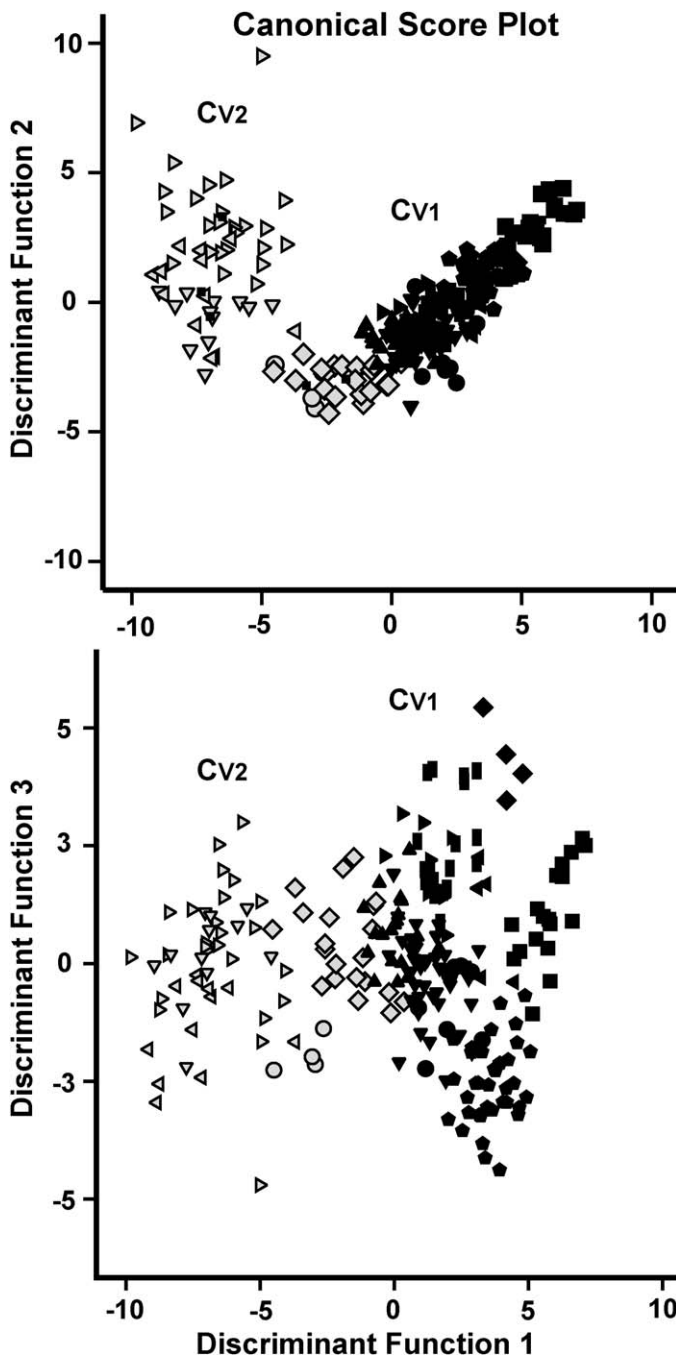 Canonical Score Plot
10
CV2
5
CV1
0
-5
-10
Discriminant Function 2
-10 -5 0 5 10
CV1
5
CV2
3
0
-3
-5
Discriminant Function 3
-10 -5 0 5 10
Discriminant Function 1